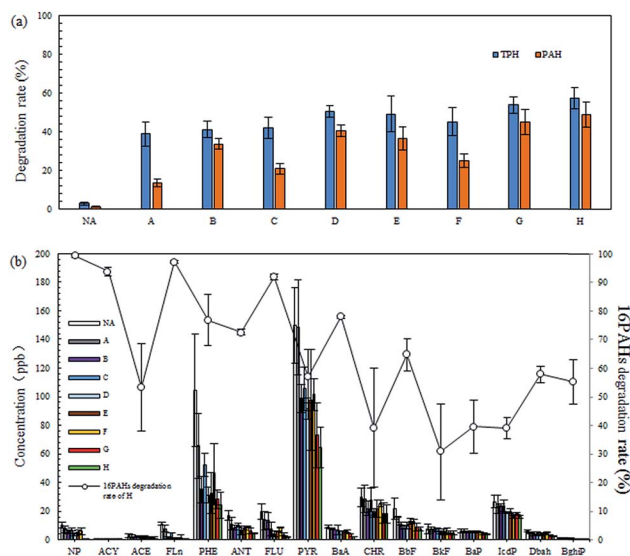 (a)
100
80
60
40
20
0
Degradation rate (%)
TPH PAH
NA A B C D E F G H
(b)
200
180
160
140
120
100
80
60
40
20
0
Concentration (ppb)
NA
A
B
C
D
E
F
G
H
16PAHs degradation
rate of H
100
90
80
70
60
50
40
30
20
10
0
16PAHs degradation
rate (%)
NP ACY ACE FLn PHE ANT FLU PYR BaA CHR BbF BkF BaP IcdP Dbah BghiP